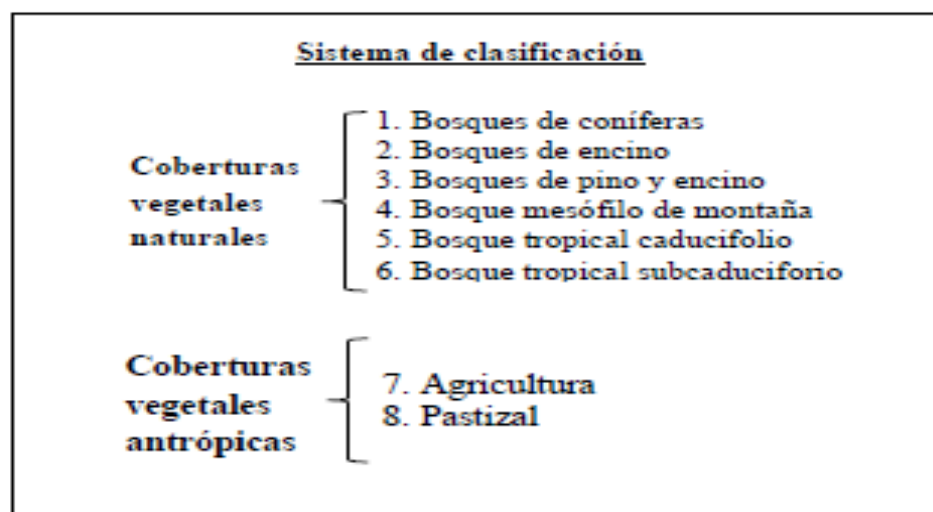 Sistema de clasificación
Coberturas
vegetales
naturales
1. Bosques de coníferas
2. Bosques de encino
3. Bosques de pino y encino
4. Bosque mesófilo de montaña
5. Bosque tropical caducifolio
6. Bosque tropical subcaduciforio
Coberturas
vegetales
antrópicas
7. Agricultura
8. Pastizal